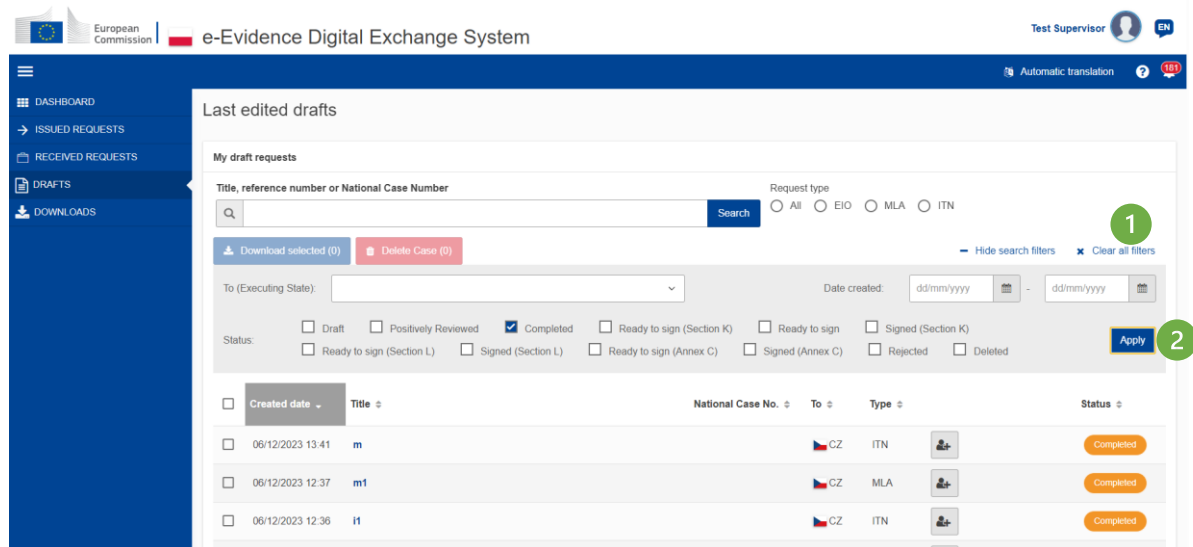 European
Commission
e-Evidence Digital Exchange System
Test Supervisor
EN
Automatic translation
?
181
DASHBOARD
ISSUED REQUESTS
RECEIVED REQUESTS
DRAFTS
DOWNLOADS
Last edited drafts
My draft requests
Title, reference number or National Case Number
Request type
Search
All EIO MLA ITN
1
Download selected (0) Delete Case (0) Hide search filters Clear all filters
To (Executing State): Date created: dd/mm/yyyy - dd/mm/yyyy
Status:
Draft Positively Reviewed Completed Ready to sign (Section K) Ready to sign Signed (Section K)
Ready to sign (Section L) Signed (Section L) Ready to sign (Annex C) Signed (Annex C) Rejected Deleted
Apply
2
Created date Title National Case No. To Type Status
06/12/2023 13:41 m CZ ITN Completed
06/12/2023 12:37 m1 CZ MLA Completed
06/12/2023 12:36 i1 CZ ITN Completed